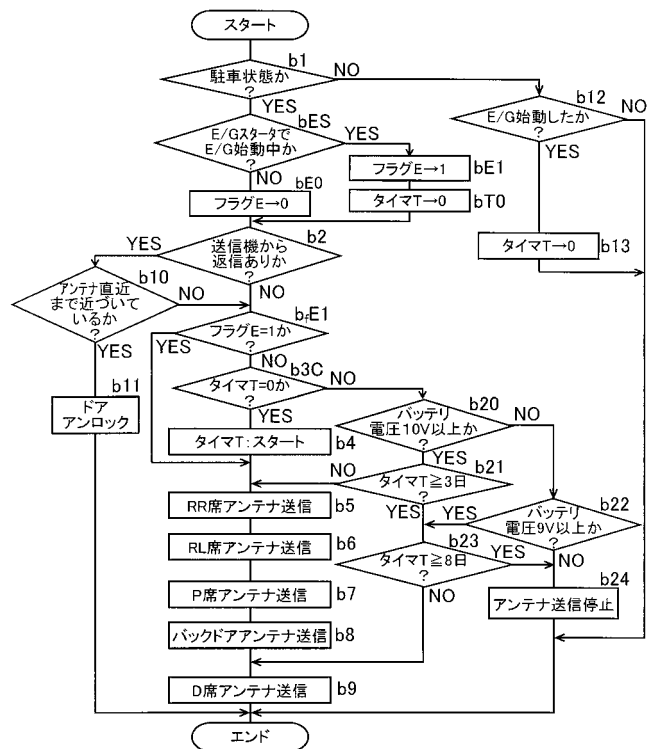 スタート
b1
駐車状態か
?
NO
YES
bES
E/Gスタータで
E/G始動中か
?
YES
NO
b12
E/G始動したか
?
NO
YES
フラグE→1
bE1
bE0
フラグE→0
タイマT→0
bT0
タイマT→0
b13
YES
b2
送信機から
返信ありか
?
NO
b10
アンテナ直近
まで近づいて
いるか
?
NO
YES
bfE1
フラグE=1か
?
YES
NO
b3C
タイマT=0か
?
NO
YES
b11
ドア
アンロック
b20
バッテリ
電圧10V以上か
?
NO
YES
タイマT:スタート
b4
b21
NO
タイマT≧3日
?
YES
RR席アンテナ送信
b5
b22
YES
バッテリ
電圧9V以上か
?
NO
RL席アンテナ送信
b6
b23
タイマT≧8日
?
YES
NO
P席アンテナ送信
b7
b24
アンテナ送信停止
バックドアアンテナ送信
b8
D席アンテナ送信
b9
エンド